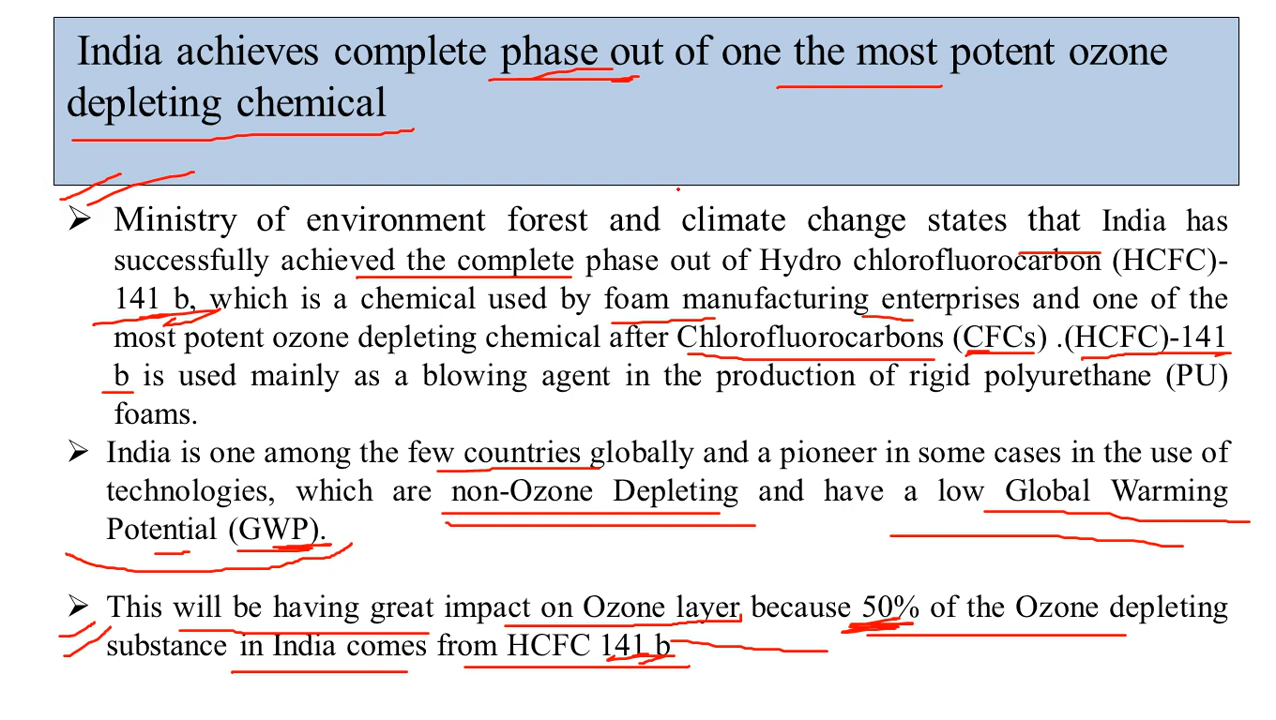 India achieves complete phase out of one the most potent ozone
depleting chemical
➢ Ministry of environment forest and climate change states that India has
successfully achieved the complete phase out of Hydro chlorofluorocarbon (HCFC)-
141 b, which is a chemical used by foam manufacturing enterprises and one of the
most potent ozone depleting chemical after Chlorofluorocarbons (CFCs) .(HCFC)-141
b is used mainly as a blowing agent in the production of rigid polyurethane (PU)
foams.
➢ India is one among the few countries globally and a pioneer in some cases in the use of
technologies, which are non-Ozone Depleting and have a low Global Warming
Potential (GWP).
➢ This will be having great impact on Ozone layer, because 50% of the Ozone depleting
substance in India comes from HCFC 141 b